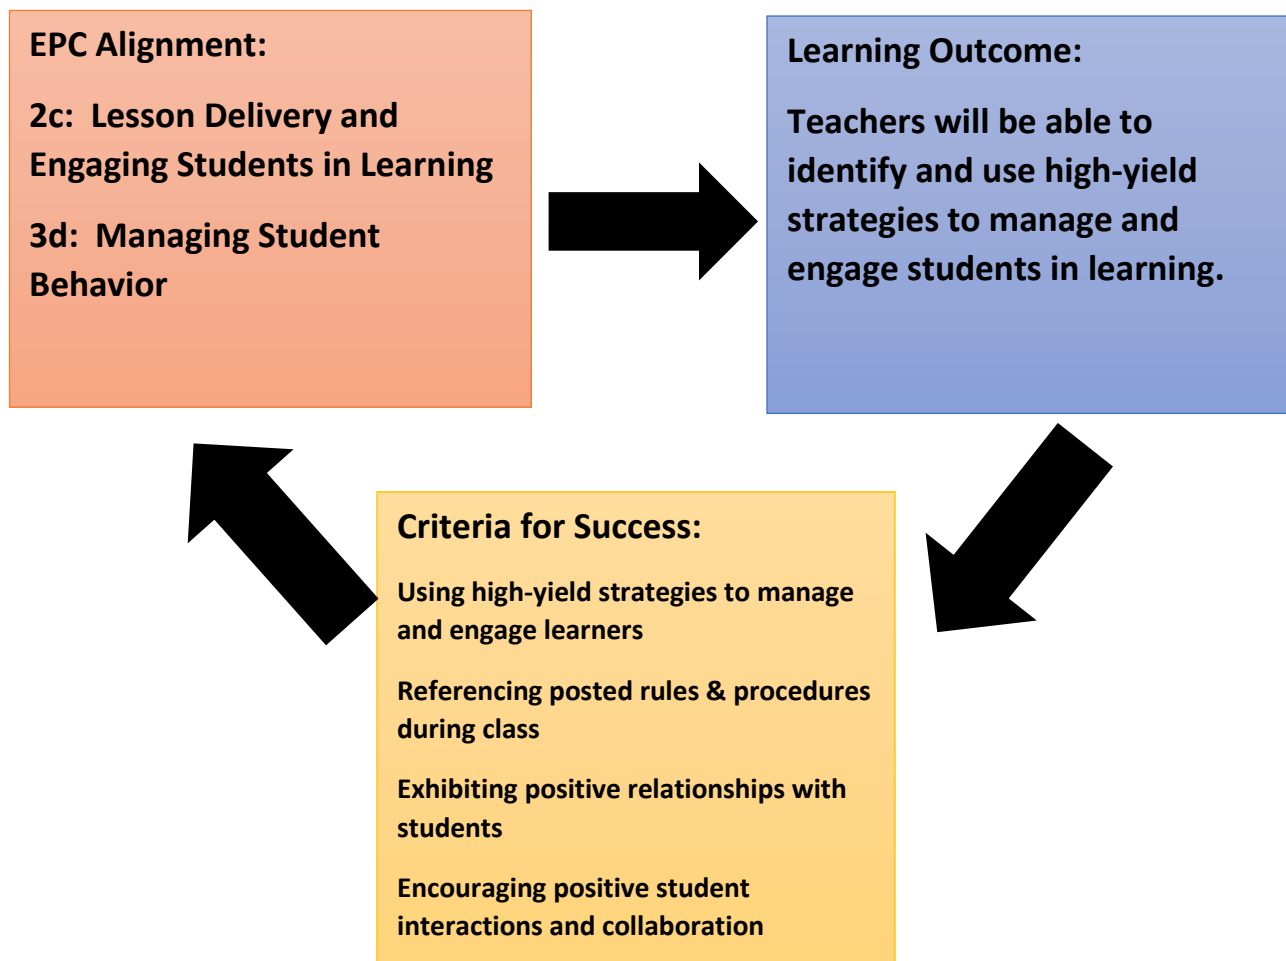 EPC Alignment:
2c:  Lesson Delivery and
Engaging Students in Learning
3d:  Managing Student
Behavior
Learning Outcome:
Teachers will be able to
identify and use high-yield
strategies to manage and
engage students in learning.
Criteria for Success:
Using high-yield strategies to manage
and engage learners
Referencing posted rules & procedures
during class
Exhibiting positive relationships with
students
Encouraging positive student
interactions and collaboration